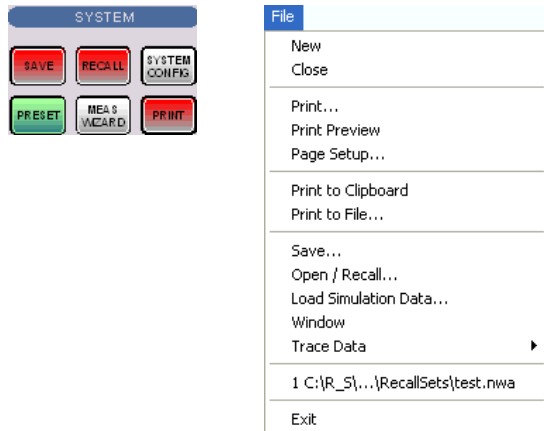 SYSTEM
SAVE
RECALL
SYSTEM
CONFIG
PRESET
MEAS
WIZARD
PRINT
File
New
Close
Print...
Print Preview
Page Setup...
Print to Clipboard
Print to File...
Save...
Open / Recall...
Load Simulation Data...
Window
Trace Data
1 C:\R_S\...\RecallSets\test.nwa
Exit